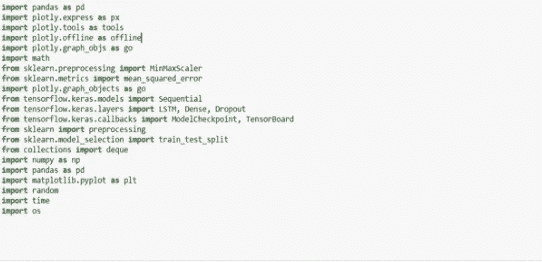 import pandas as pd
import plotly.express as px
import plotly.tools as tools
import plotly.offline as offline
import plotly.graph_objs as go
import math
from sklearn.preprocessing import MinMaxScaler
from sklearn.metrics import mean_squared_error
import plotly.graph_objects as go
from tensorflow.keras.models import Sequential
from tensorflow.keras.layers import LSTM, Dense, Dropout
from tensorflow.keras.callbacks import ModelCheckpoint, TensorBoard
from sklearn import preprocessing
from sklearn.model_selection import train_test_split
from collections import deque
import numpy as np
import pandas as pd
import matplotlib.pyplot as plt
import random
import time
import os